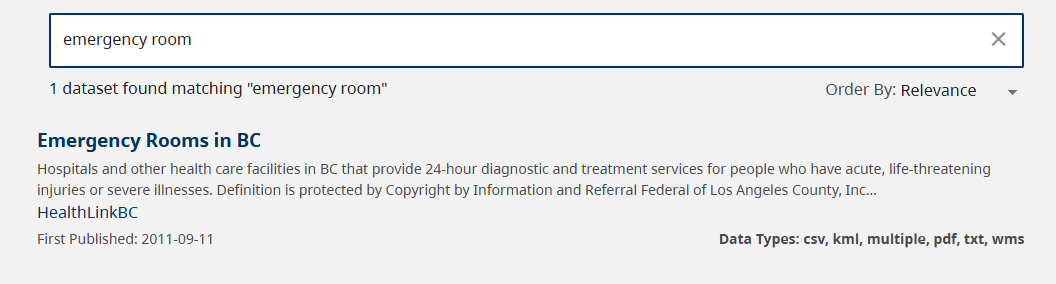 emergency room
1 dataset found matching "emergency room"
Order By: Relevance
Emergency Rooms in BC
Hospitals and other health care facilities in BC that provide 24-hour diagnostic and treatment services for people who have acute, life-threatening
injuries or severe illnesses. Definition is protected by Copyright by Information and Referral Federal of Los Angeles County, Inc...
HealthLinkBC
First Published: 2011-09-11
Data Types: csv, kml, multiple, pdf, txt, wms